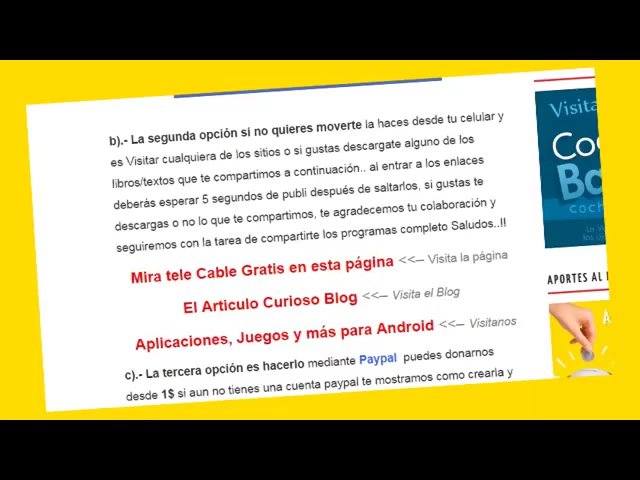 b).- La segunda opción si no quieres moverte la haces desde tu celular y
es Visitar cualquiera de los sitios o si gustas descargate alguno de los
libros/textos que te compartimos a continuación.. al entrar a los enlaces
deberás esperar 5 segundos de publi después de saltarlos, si gustas te
descargas o no lo que te compartimos, te agradecemos tu colaboración y
seguiremos con la tarea de compartirte los programas completo Saludos..!!
Mira tele Cable Gratis en esta página <<-- Visita la página
El Articulo Curioso Blog <<-- Visita el Blog
Aplicaciones, Juegos y más para Android <<-- Visitanos
c).- La tercera opción es hacerlo mediante Paypal puedes donarnos
desde 1$ si aun no tienes una cuenta paypal te mostramos como crearla y
Visita
APORTES AL